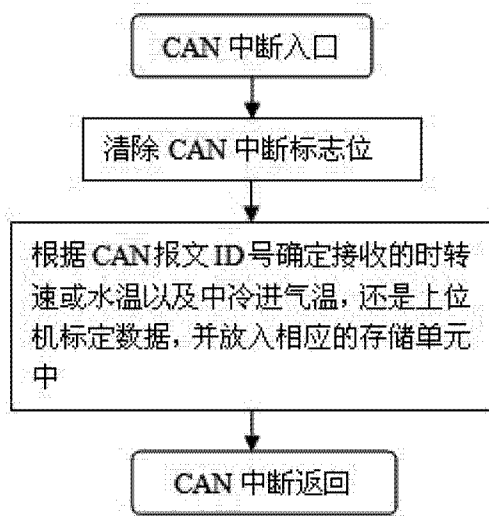 CAN 中断入口
清除 CAN 中断标志位
根据 CAN报文 ID 号确定接收的时转
速或水温以及中冷进气温，还是上位
机标定数据，并放入相应的存储单元
中
CAN 中断返回